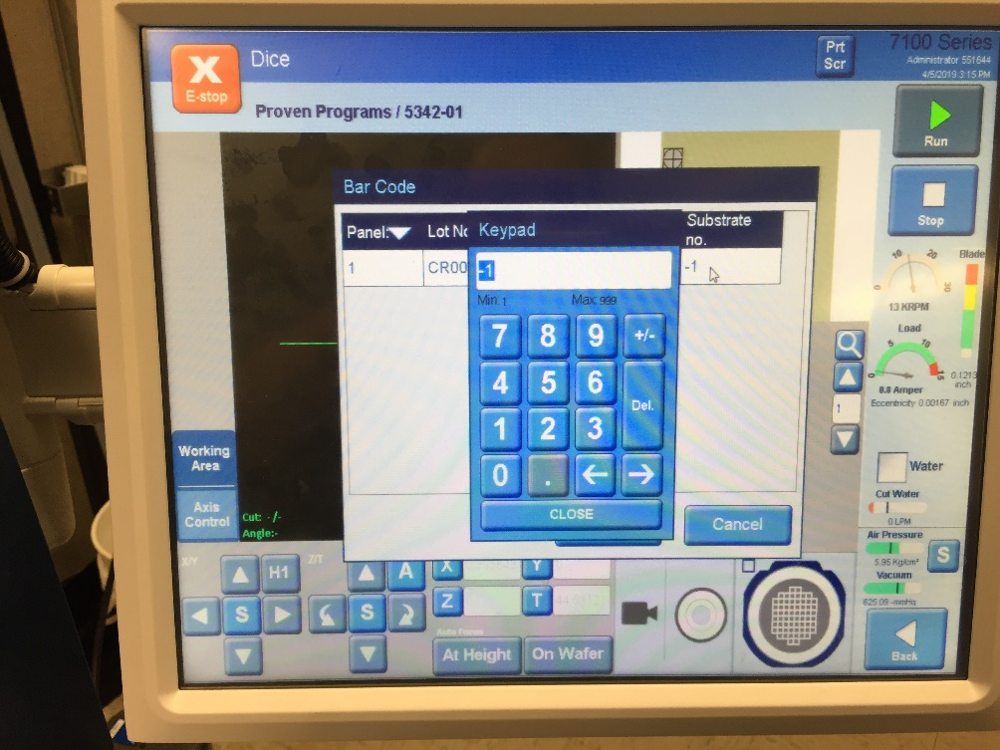 X
E-stop
Dice
Prt
Scr
7100 Series
Administrator 551644
4/5/2019 3:15 PM
Proven Programs / 5342-01
Run
Stop
Bar Code
Panel:
Lot No
Substrate
no.
1
CR00
-1
Keypad
-1
Min: 1
Max: 999
7
8
9
+/-
4
5
6
Del.
1
2
3
0
.
CLOSE
Cancel
10
20
0
30
13 KRPM
Blade
Load
5
10
0
15
0.8 Amper
0.1213
inch
Eccentricity 0.00167 inch
1
Water
Cut Water
0 LPM
Air Pressure
5.95 Kg/cm²
S
Vacuum
625.09 -mmHg
Back
Working
Area
Axis
Control
Cut: -/-
Angle:-
X/Y
Z/T
H1
A
S
S
X
Y
Z
T
Auto Focus
At Height
On Wafer